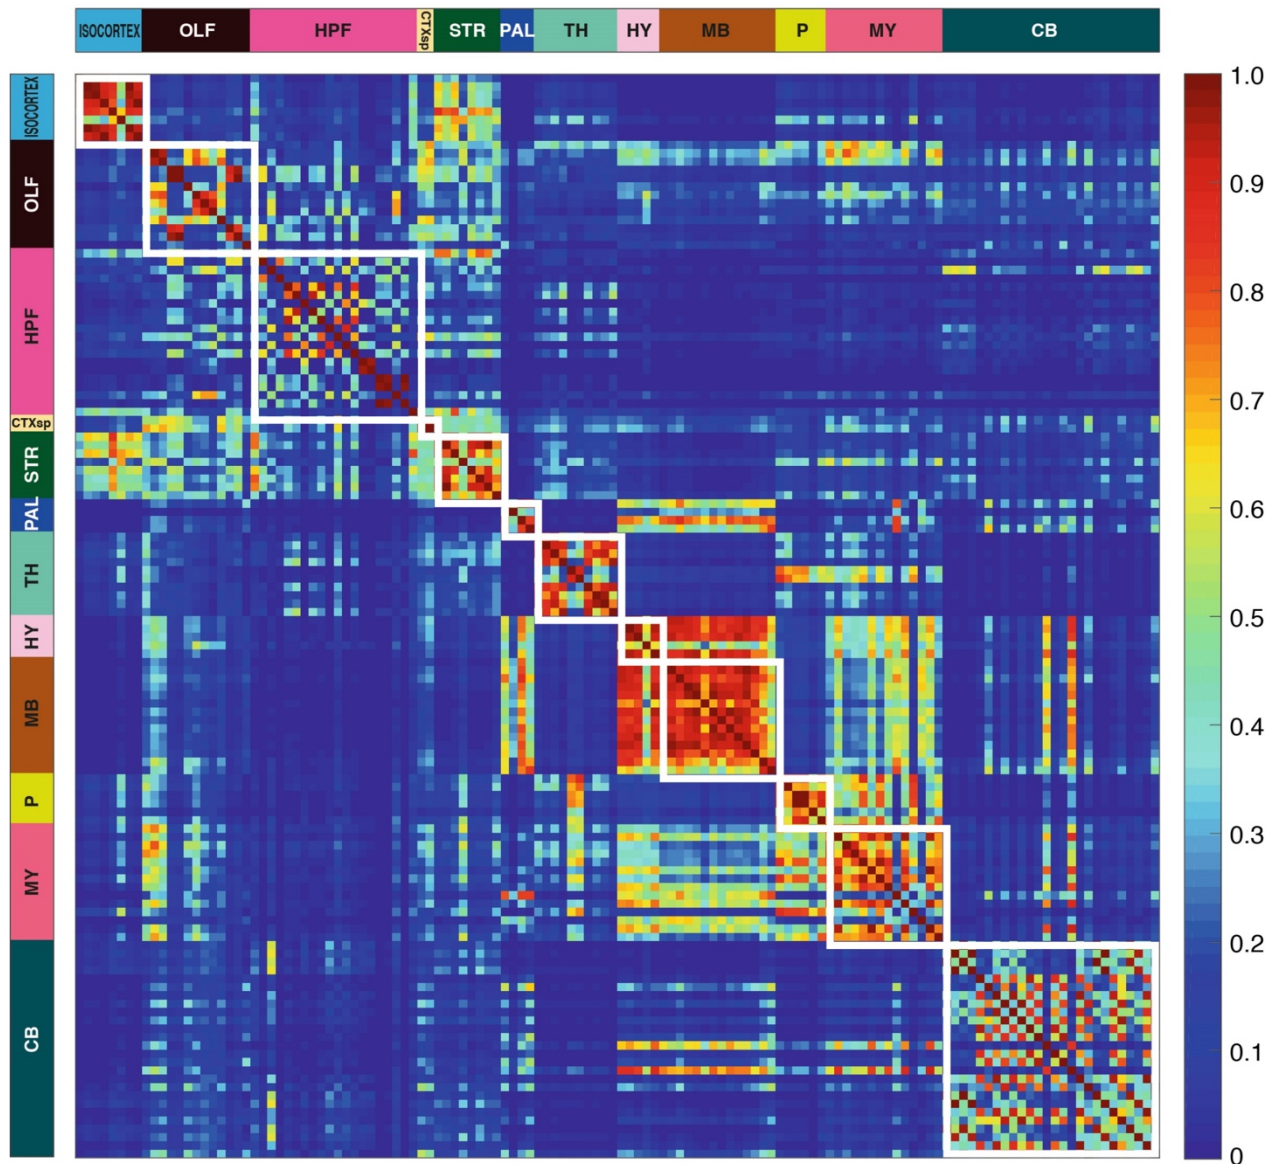 ISOCORTEX OLF HPF CTXsp STR PAL TH HY MB P MY CB
ISOCORTEX
OLF
HPF
CTXsp
STR
PAL
TH
HY
MB
P
MY
CB
1.0
0.9
0.8
0.7
0.6
0.5
0.4
0.3
0.2
0.1
0